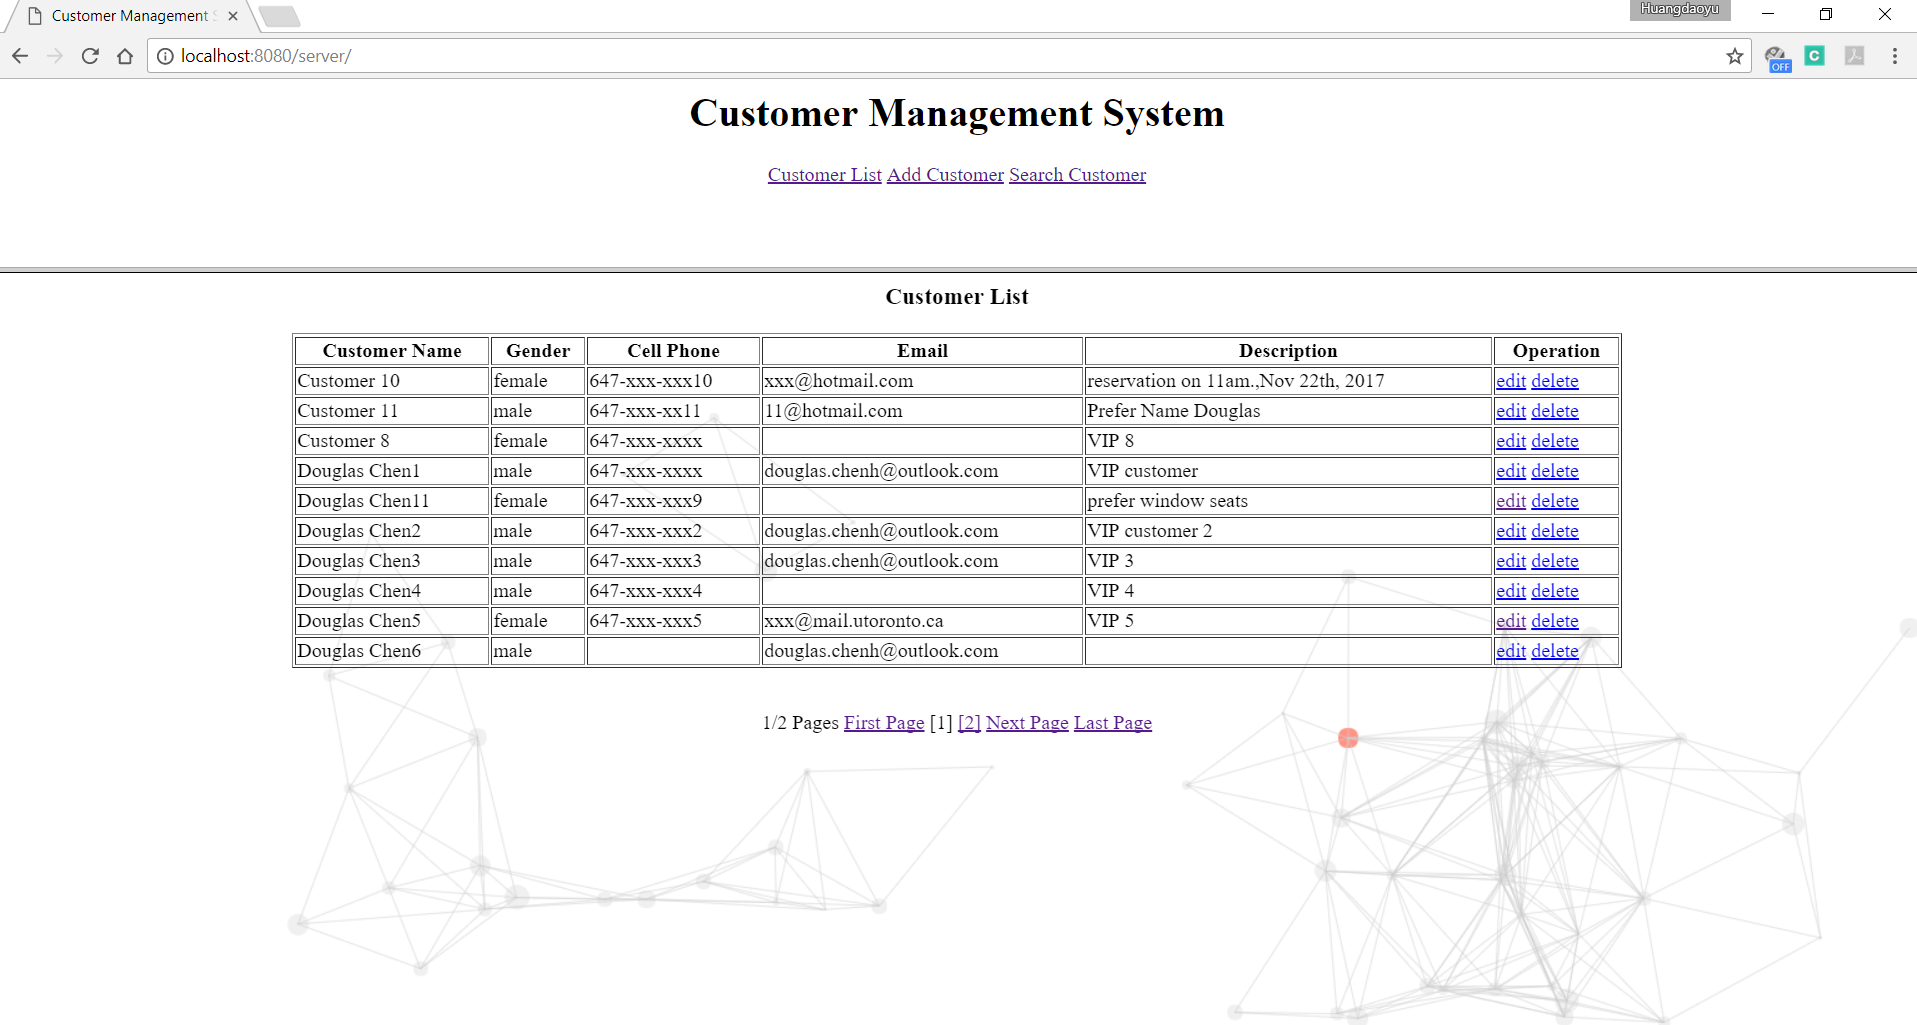 Customer Management
Huangdaoyu
localhost:8080/server/
OFF
C
Customer Management System
Customer List Add Customer Search Customer
Customer List
Customer Name Gender Cell Phone Email Description Operation
Customer 10 female 647-xxx-xxx10 xxx@hotmail.com reservation on 11am.,Nov 22th, 2017 edit delete
Customer 11 male 647-xxx-xx11 11@hotmail.com Prefer Name Douglas edit delete
Customer 8 female 647-xxx-xxxx VIP 8 edit delete
Douglas Chen1 male 647-xxx-xxxx douglas.chenh@outlook.com VIP customer edit delete
Douglas Chen11 female 647-xxx-xxx9 prefer window seats edit delete
Douglas Chen2 male 647-xxx-xxx2 douglas.chenh@outlook.com VIP customer 2 edit delete
Douglas Chen3 male 647-xxx-xxx3 douglas.chenh@outlook.com VIP 3 edit delete
Douglas Chen4 male 647-xxx-xxx4 VIP 4 edit delete
Douglas Chen5 female 647-xxx-xxx5 xxx@mail.utoronto.ca VIP 5 edit delete
Douglas Chen6 male douglas.chenh@outlook.com edit delete
1/2 Pages First Page [1] [2] Next Page Last Page